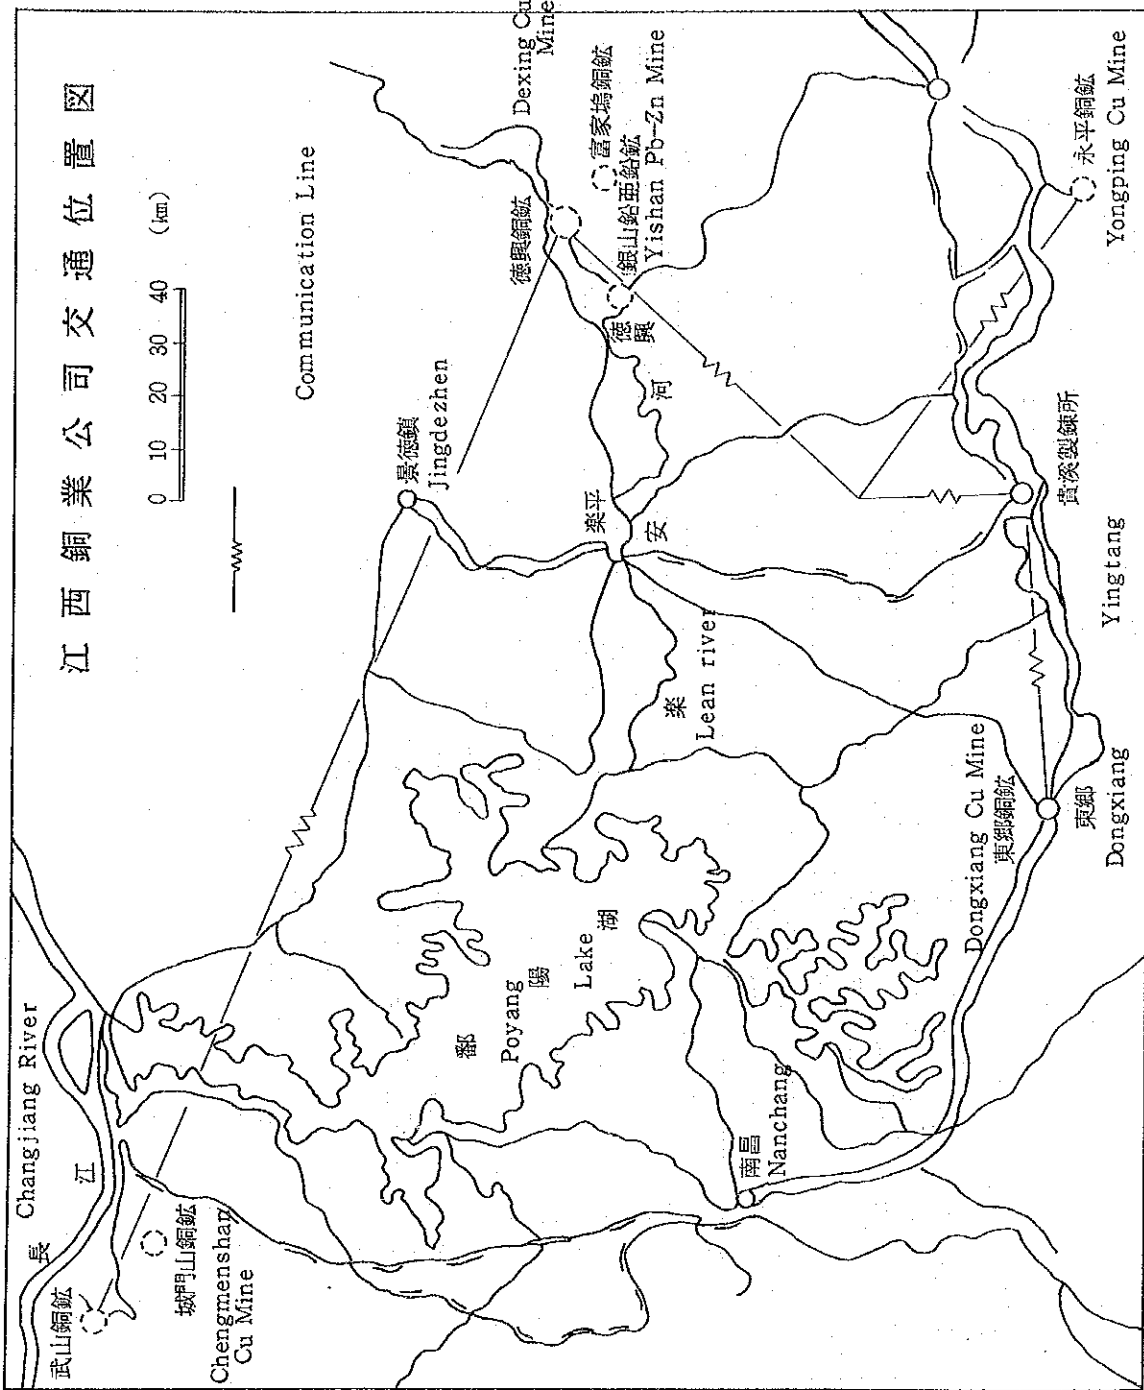 江西銅業公司交通位置図
0 10 20 30 40 (km)
Communication Line
Changjiang River
長
江
武山銅鉱
城門山銅鉱
Chengmenshan
Cu Mine
景徳鎮
Jingdezhen
徳興銅鉱
Dexing Cu
Mine
富家塢銅鉱
銀山鉛亜鉛鉱
Yishan Pb-Zn Mine
徳興
河
楽平
安
楽
Lean river
鄱
Poyang
陽
Lake
湖
南昌
Nanchang
Dongxiang Cu Mine
東郷銅鉱
東郷
Dongxiang
貴渓製錬所
Yingtang
永平銅鉱
Yongping Cu Mine